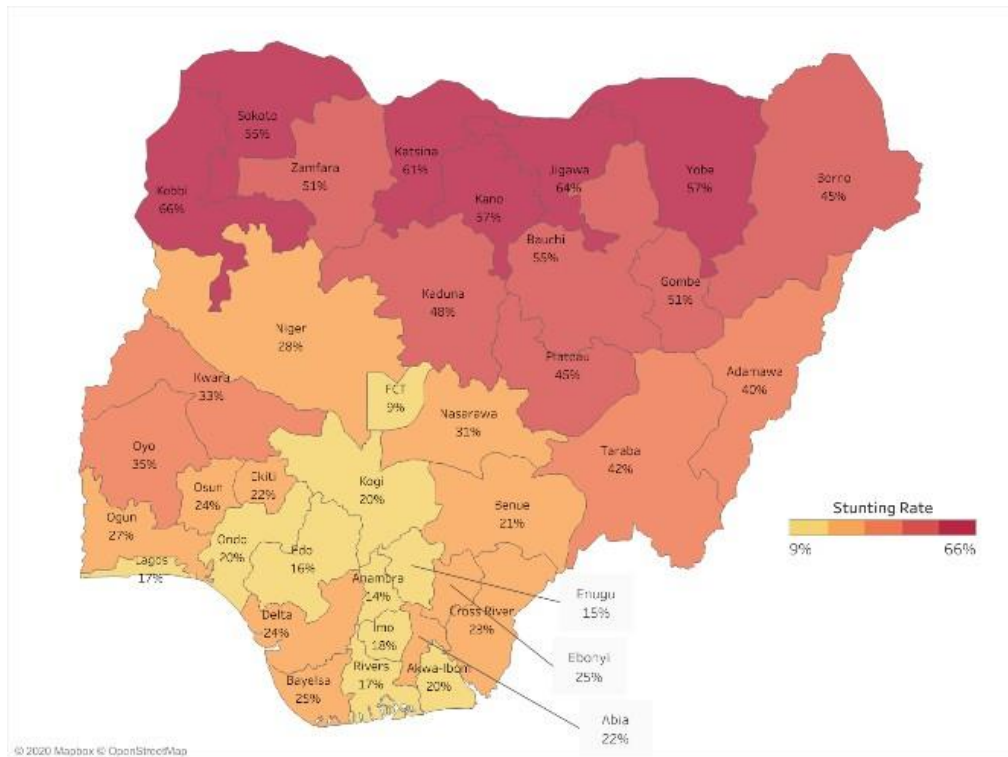 Sokoto
55%
Zamfara
51%
Katsina
61%
Jigawa
64%
Yobe
57%
Borno
45%
Kebbi
66%
Kano
57%
Bauchi
55%
Gombe
51%
Kaduna
48%
Niger
28%
Plateau
45%
Adamawa
40%
Kwara
33%
FCT
9%
Nasarawa
31%
Taraba
42%
Oyo
35%
Osun
24%
Ekiti
22%
Kogi
20%
Benue
21%
Stunting Rate
9%
66%
Ogun
27%
Ondo
20%
Edo
16%
Lagos
17%
Anambra
14%
Enugu
15%
Delta
24%
Imo
18%
Cross River
23%
Ebonyi
25%
Bayelsa
25%
Rivers
17%
Akwa-Ibom
20%
Abia
22%
© 2020 Mapbox © OpenStreetMap